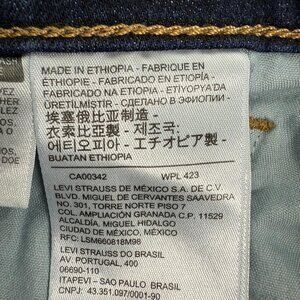 MADE IN ETHIOPIA - FABRIQUE EN
ÉTHIOPIE - FABRICADO EN ETIOPÍA -
FABRICADO NA ETIÓPIA - ETİYOPYA'DA
ÜRETİLMİŞTİR - СДЕЛАНО В ЭФИОПИИ -
埃塞俄比亚制造 -
衣索比亞製 - 제조국:
에티오피아 - エチオピア製 -
BUATAN ETHIOPIA
CA00342 WPL 423
LEVI STRAUSS DE MÉXICO S.A. DE C.V.
BLVD. MIGUEL DE CERVANTES SAAVEDRA
NO. 301, TORRE NORTE PISO 7
COL. AMPLIACIÓN GRANADA C.P. 11529
ALCALDÍA. MIGUEL HIDALGO
CIUDAD DE MÉXICO, MÉXICO
RFC: LSM660818M98
LEVI STRAUSS DO BRASIL
AV. PORTUGAL, 400
06690-110
ITAPEVI - SAO PAULO BRASIL
CNPJ: 43.351.097/0001-90